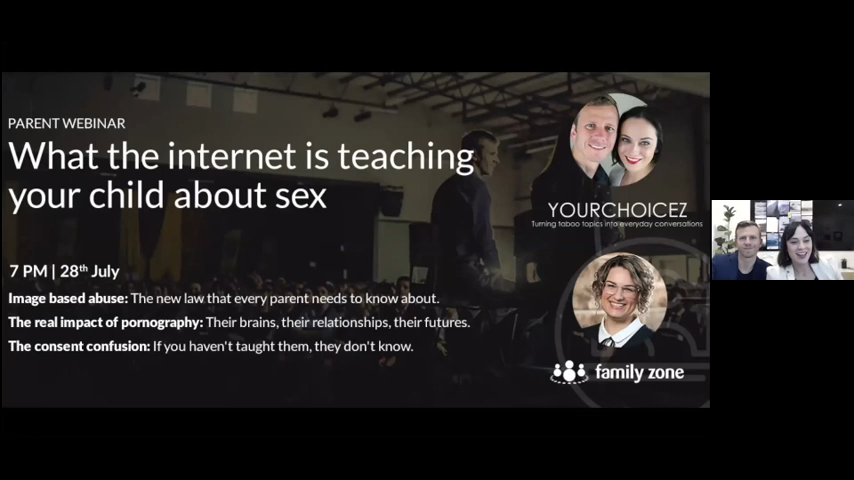 PARENT WEBINAR
What the internet is teaching
your child about sex
7 PM | 28th July
Image based abuse: The new law that every parent needs to know about.
The real impact of pornography: Their brains, their relationships, their futures.
The consent confusion: If you haven't taught them, they don't know.
YOURCHOICEZ
Turning taboo topics into everyday conversations
family zone